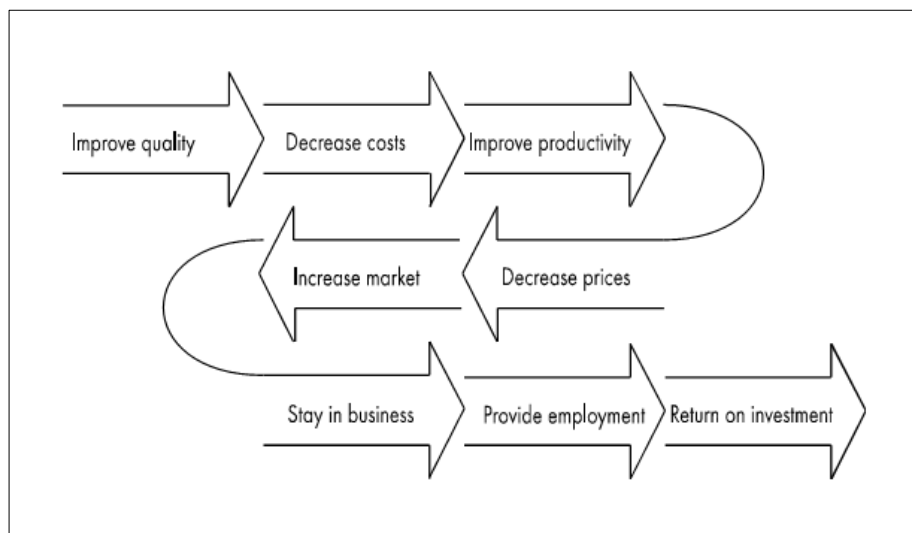 Improve quality
Decrease costs
Improve productivity
Decrease prices
Increase market
Stay in business
Provide employment
Return on investment